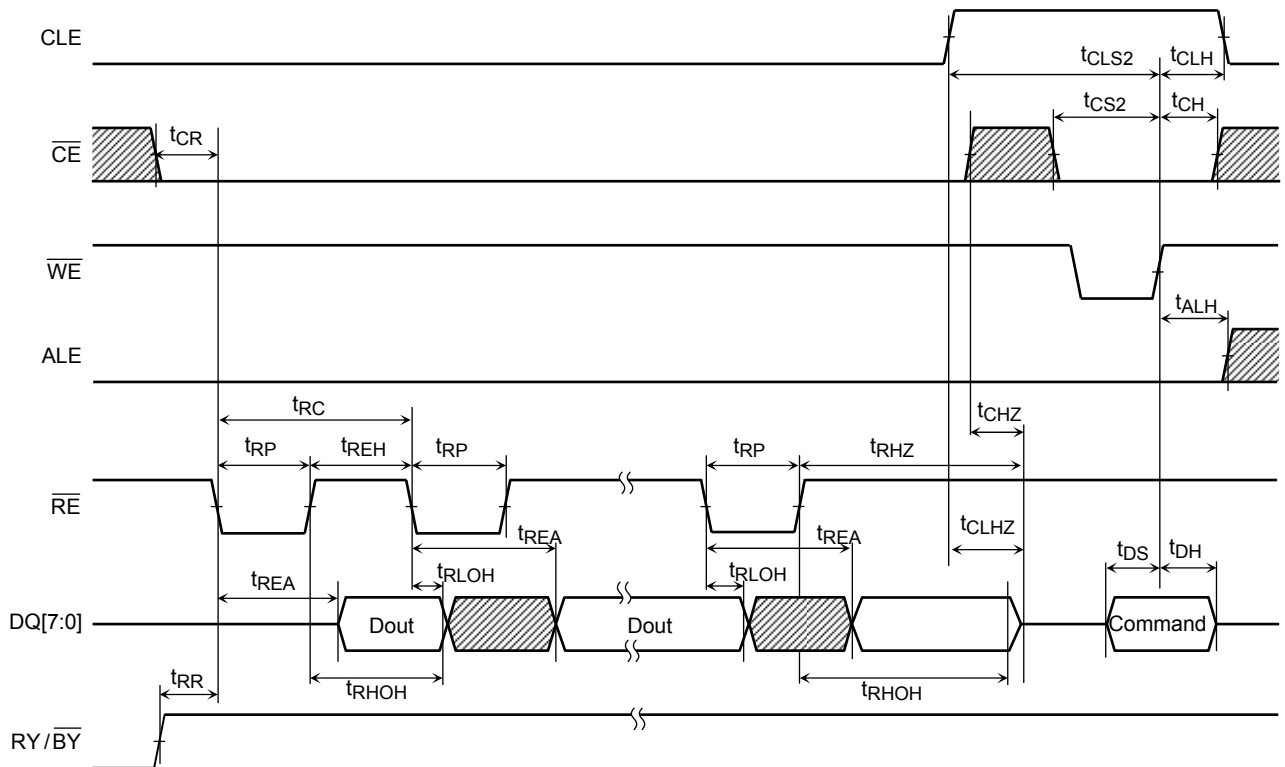 CLE
tCLS2 tCLH
tCR tCS2 tCH
CE
WE
tALH
ALE
tRC tCHZ
tRP tREH tRP tRP tRHZ
RE
tREA tREA tCLHZ
tREA tRLOH tRLOH tDS tDH
DQ[7:0] Dout Dout Command
tRR tRHOH tRHOH
RY/BY